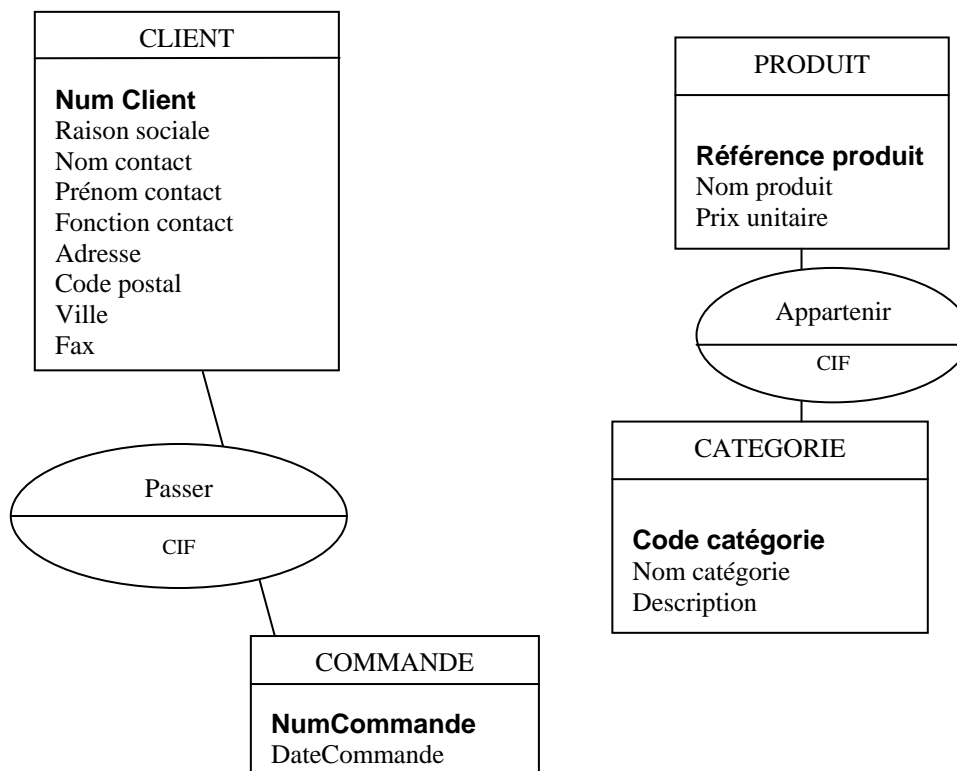 CLIENT
Num Client
Raison sociale
Nom contact
Prénom contact
Fonction contact
Adresse
Code postal
Ville
Fax
PRODUIT
Référence produit
Nom produit
Prix unitaire
Appartenir
CIF
CATEGORIE
Code catégorie
Nom catégorie
Description
Passer
CIF
COMMANDE
NumCommande
DateCommande